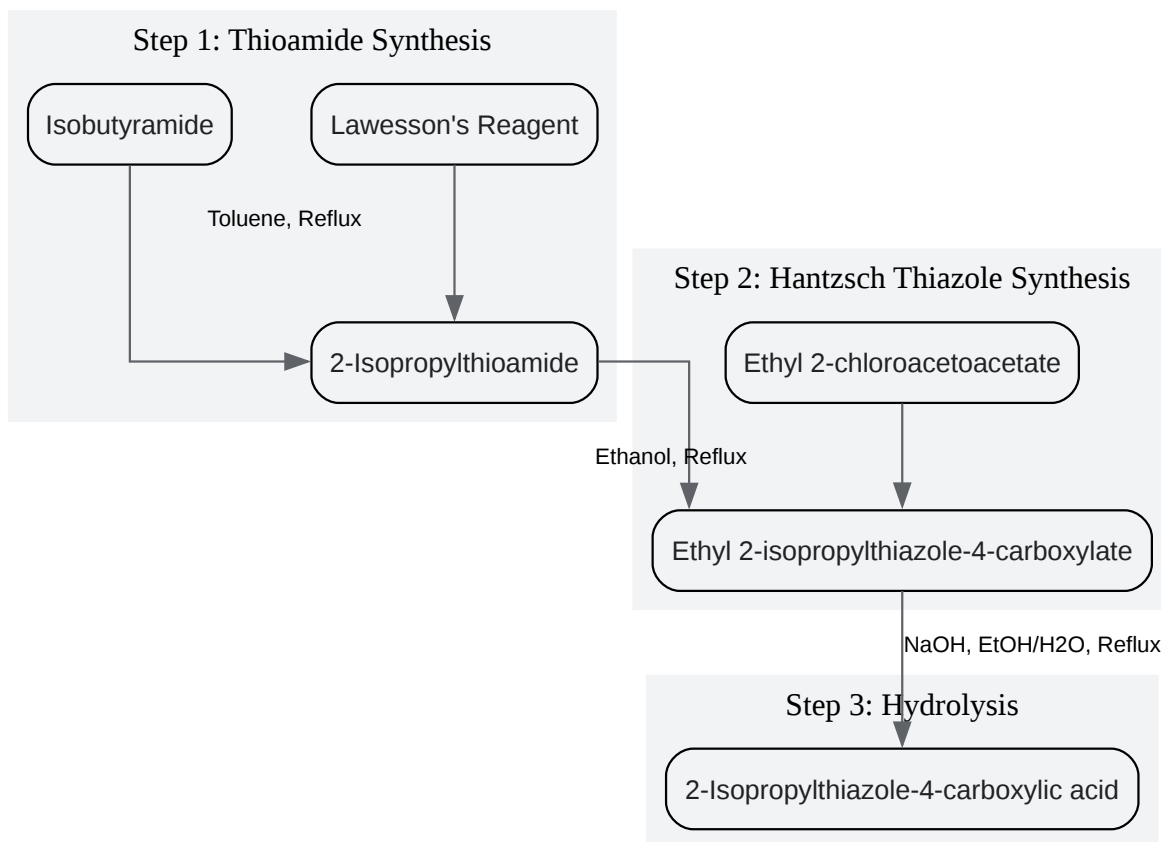 Step 1: Thioamide Synthesis
Isobutyramide
Lawesson's Reagent
Toluene, Reflux
2-Isopropylthioamide
Step 2: Hantzsch Thiazole Synthesis
Ethyl 2-chloroacetoacetate
Ethanol, Reflux
Ethyl 2-isopropylthiazole-4-carboxylate
NaOH, EtOH/H2O, Reflux
Step 3: Hydrolysis
2-Isopropylthiazole-4-carboxylic acid